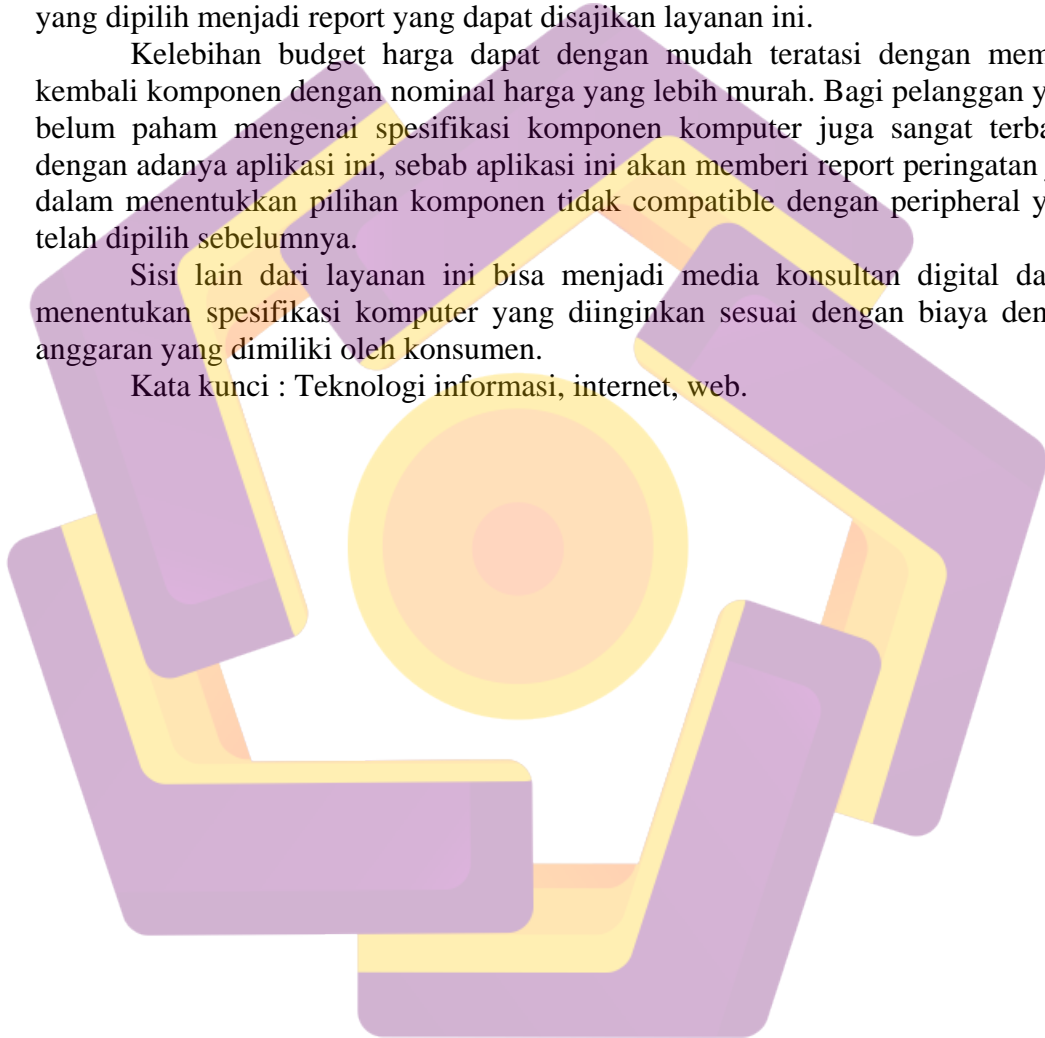 yang dipilih menjadi report yang dapat disajikan layanan ini.
Kelebihan budget harga dapat dengan mudah teratasi dengan mem
kembali komponen dengan nominal harga yang lebih murah. Bagi pelanggan y
belum paham mengenai spesifikasi komponen komputer juga sangat terba
dengan adanya aplikasi ini, sebab aplikasi ini akan memberi report peringatan
dalam menentukkan pilihan komponen tidak compatible dengan peripheral y
telah dipilih sebelumnya.
Sisi lain dari layanan ini bisa menjadi media konsultan digital da
menentukan spesifikasi komputer yang diinginkan sesuai dengan biaya den
anggaran yang dimiliki oleh konsumen.
Kata kunci : Teknologi informasi, internet, web.